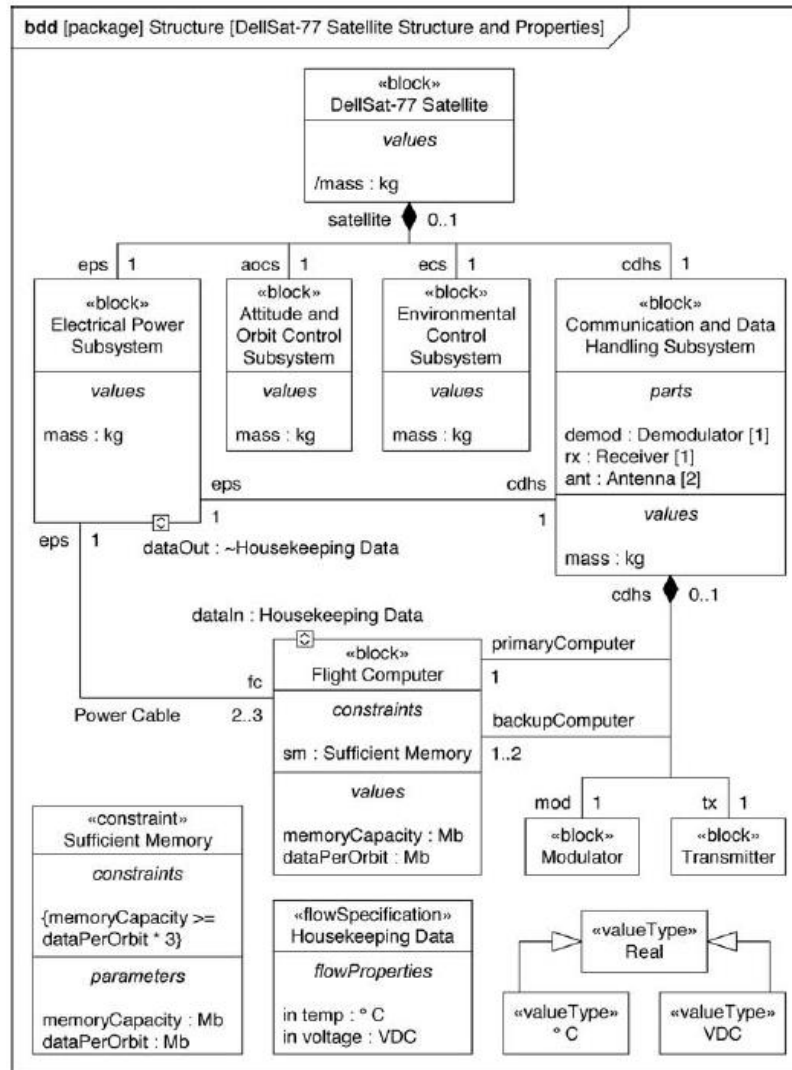 bdd [package] Structure [DellSat-77 Satellite Structure and Properties]
«block»
DellSat-77 Satellite
values
/mass : kg
satellite 0..1
eps 1
aocs 1
ecs 1
cdhs 1
«block»
Electrical Power
Subsystem
values
mass : kg
«block»
Attitude and
Orbit Control
Subsystem
values
mass : kg
«block»
Environmental
Control
Subsystem
values
mass : kg
«block»
Communication and Data
Handling Subsystem
parts
demod : Demodulator [1]
rx : Receiver [1]
ant : Antenna [2]
values
mass : kg
eps
1
cdhs
1
eps 1
dataOut : ~Housekeeping Data
cdhs 0..1
dataIn : Housekeeping Data
fc
2..3
Power Cable
«block»
Flight Computer
constraints
sm : Sufficient Memory
values
memoryCapacity : Mb
dataPerOrbit : Mb
primaryComputer
1
backupComputer
1..2
mod 1
tx 1
«block»
Modulator
«block»
Transmitter
«constraint»
Sufficient Memory
constraints
{memoryCapacity >=
dataPerOrbit * 3}
parameters
memoryCapacity : Mb
dataPerOrbit : Mb
«flowSpecification»
Housekeeping Data
flowProperties
in temp : ° C
in voltage : VDC
«valueType»
Real
«valueType»
° C
«valueType»
VDC